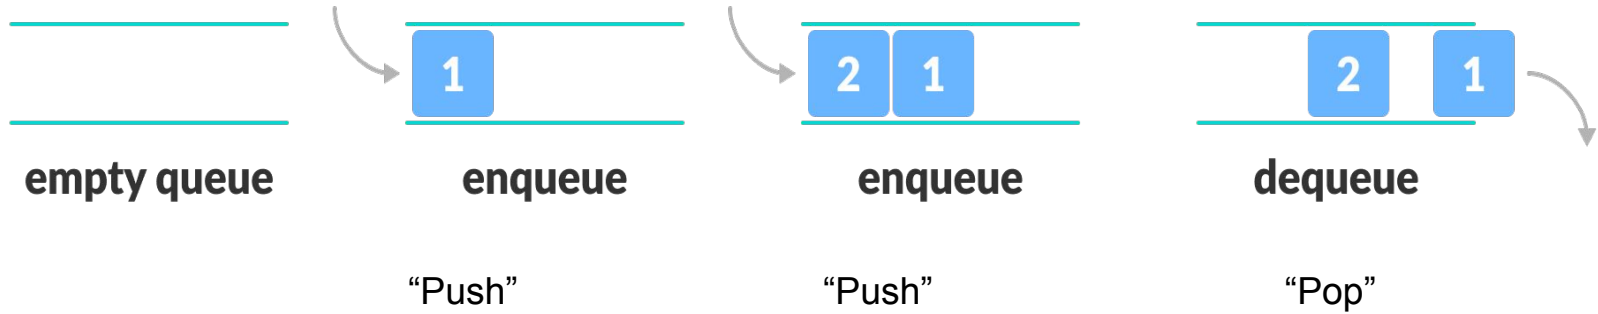 1
2 1
2 1
empty queue
enqueue
enqueue
dequeue
“Push”
“Push”
“Pop”